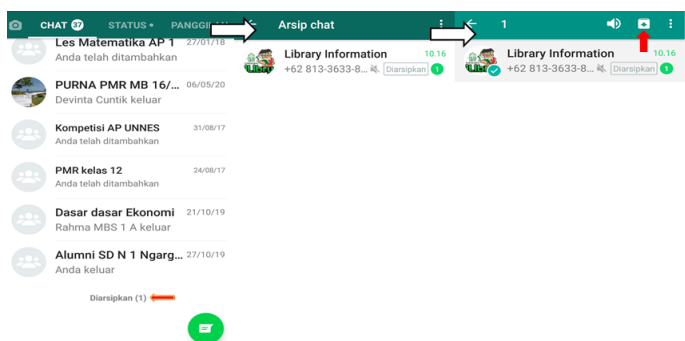 CHAT 37 STATUS PANGGILAN
Les Matematika AP 1 27/01/18
Anda telah ditambahkan
PURNA PMR MB 16/... 06/05/20
Devinta Cuntik keluar
Kompetisi AP UNNES 31/08/17
Anda telah ditambahkan
PMR kelas 12 24/08/17
Anda telah ditambahkan
Dasar dasar Ekonomi 21/10/19
Rahma MBS 1 A keluar
Alumni SD N 1 Ngarg... 27/10/19
Anda keluar
Diarsipkan (1)
Arsip chat
Library Information 10.16
+62 813-3633-8... Diarsipkan 1
1
Library Information 10.16
+62 813-3633-8... Diarsipkan 1